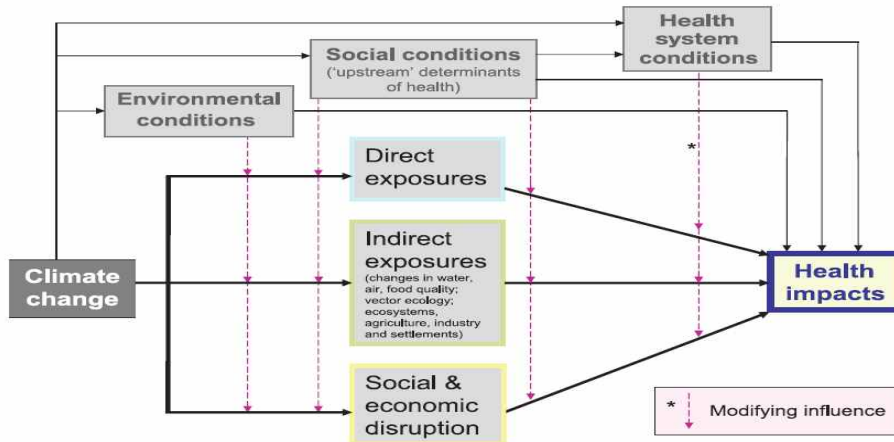 Health
system
conditions
Social conditions
('upstream' determinants
of health)
Environmental
conditions
*
Direct
exposures
Indirect
exposures
(changes in water,
air, food quality;
vector ecology;
ecosystems,
agriculture, industry
and settlements)
Climate
change
Health
impacts
Social &
economic
disruption
* Modifying influence